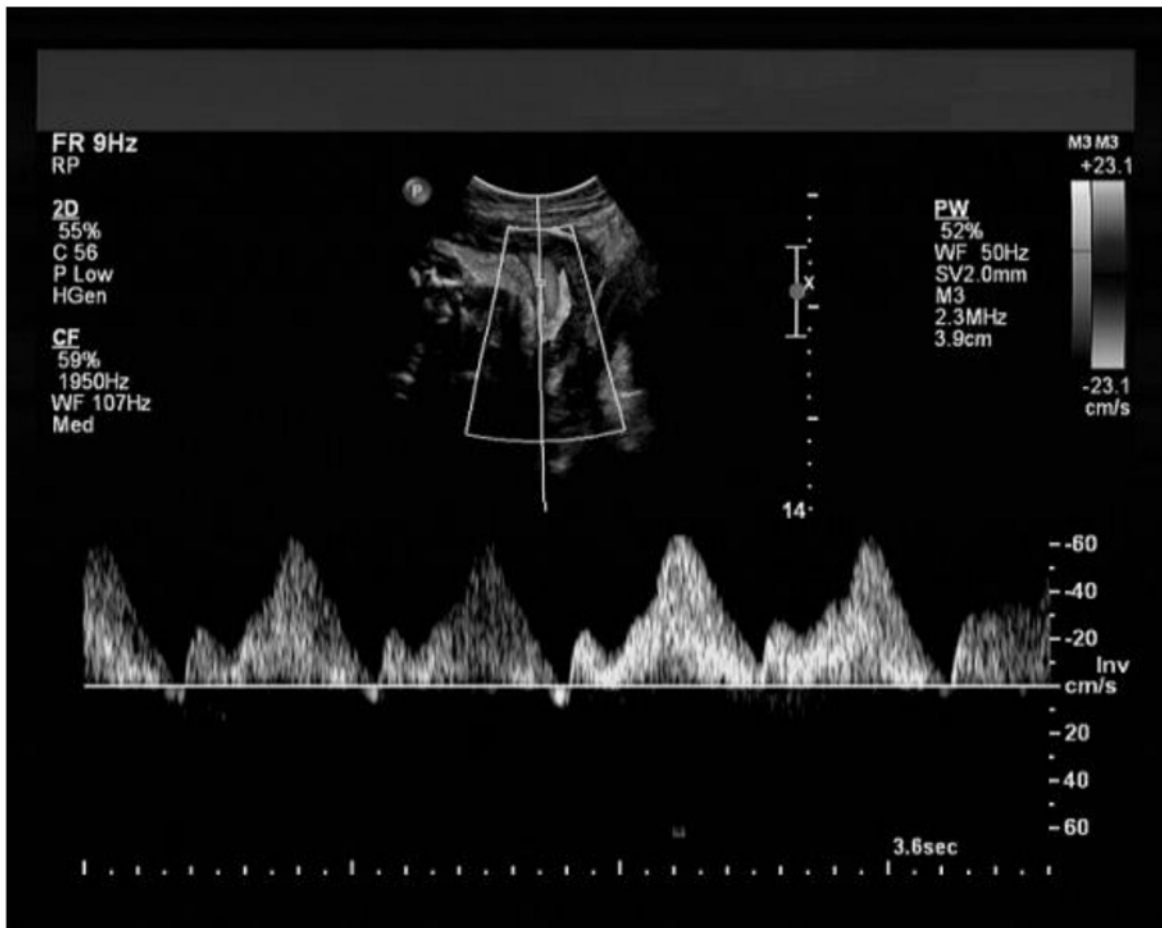 FR 9Hz
RP
2D
55%
C 56
P Low
HGen
CF
59%
1950Hz
WF 107Hz
Med
P
X
14
M3 M3
+23.1
-23.1
cm/s
PW
52%
WF 50Hz
SV2.0mm
M3
2.3MHz
3.9cm
-60
-40
-20
Inv
cm/s
20
40
60
3.6sec